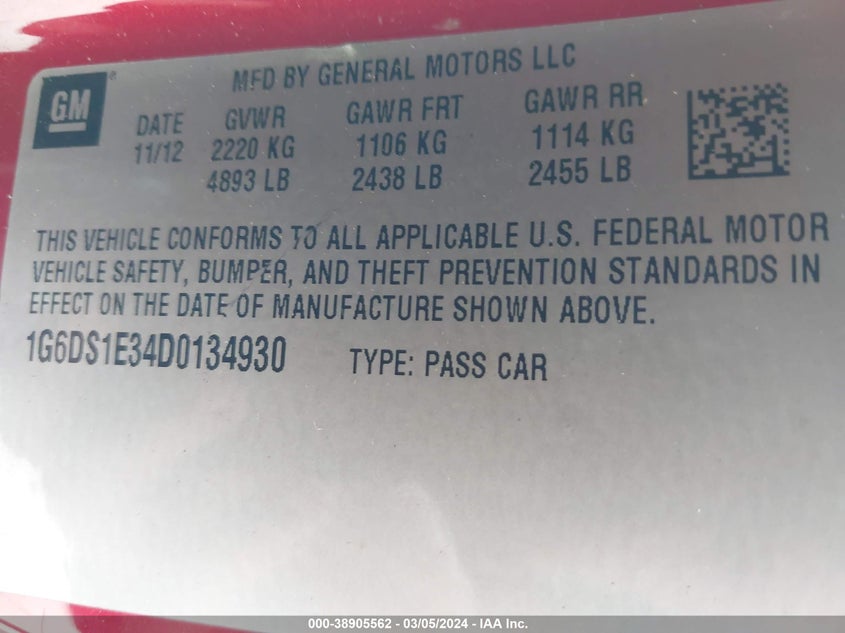 GM ®
MFD BY GENERAL MOTORS LLC
DATE GVWR GAWR FRT GAWR RR
11/12 2220 KG 1106 KG 1114 KG
4893 LB 2438 LB 2455 LB
THIS VEHICLE CONFORMS TO ALL APPLICABLE U.S. FEDERAL MOTOR
VEHICLE SAFETY, BUMPER, AND THEFT PREVENTION STANDARDS IN
EFFECT ON THE DATE OF MANUFACTURE SHOWN ABOVE.
1G6DS1E34D0134930 TYPE: PASS CAR
000-38905562 - 03/05/2024 - IAA Inc.